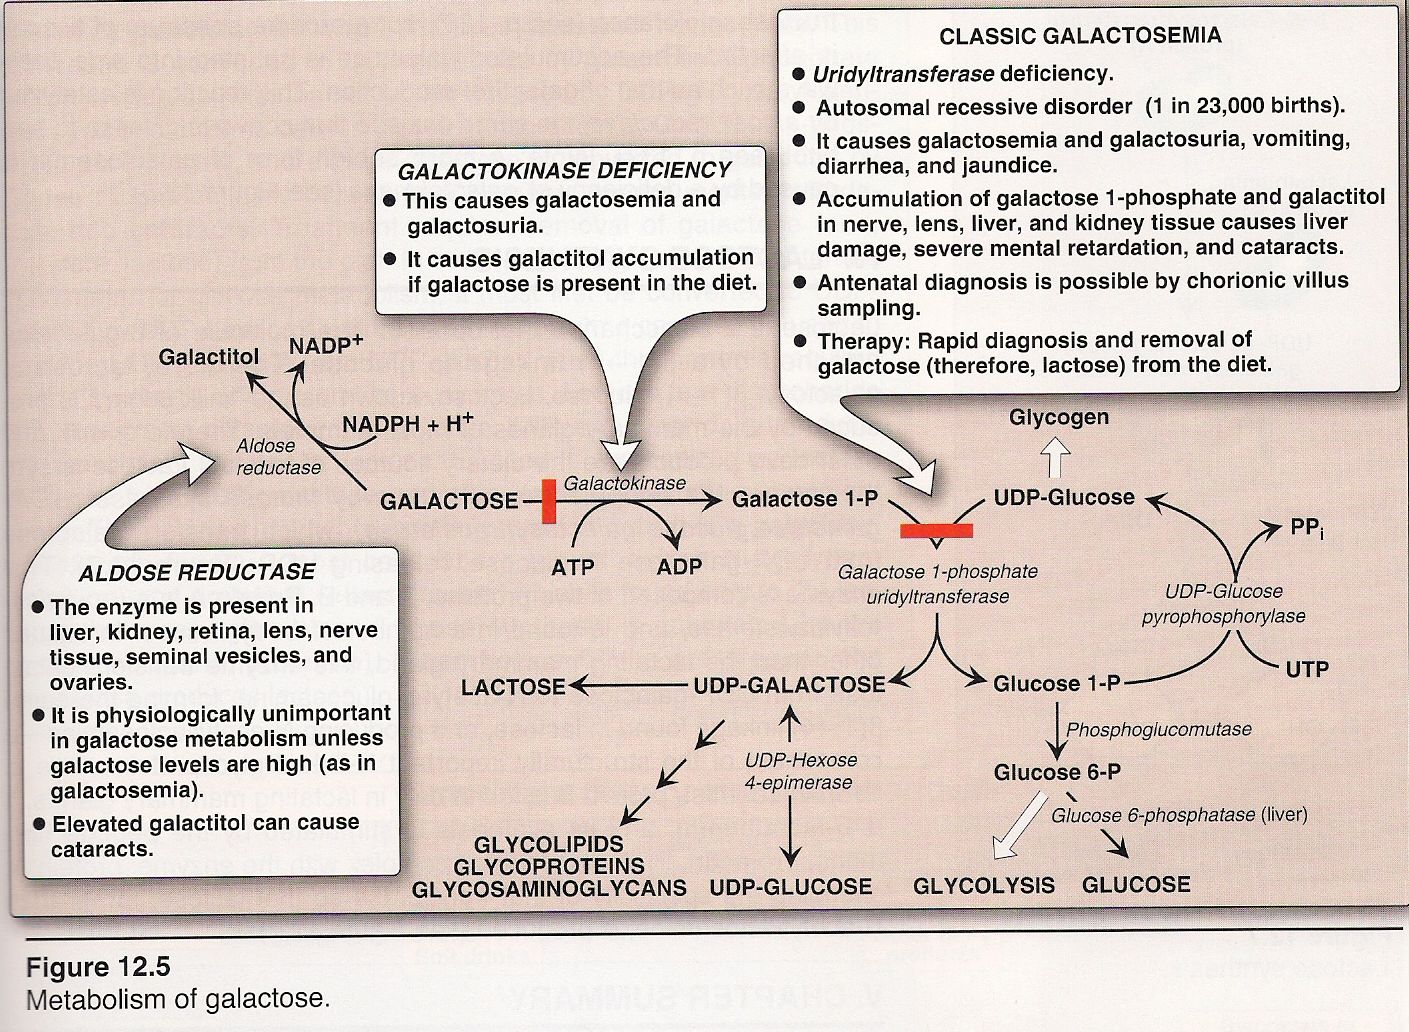 CLASSIC GALACTOSEMIA
● Uridyltransferase deficiency.
● Autosomal recessive disorder (1 in 23,000 births).
● It causes galactosemia and galactosuria, vomiting,
diarrhea, and jaundice.
● Accumulation of galactose 1-phosphate and galactitol
in nerve, lens, liver, and kidney tissue causes liver
damage, severe mental retardation, and cataracts.
● Antenatal diagnosis is possible by chorionic villus
sampling.
● Therapy: Rapid diagnosis and removal of
galactose (therefore, lactose) from the diet.
GALACTOKINASE DEFICIENCY
● This causes galactosemia and
galactosuria.
● It causes galactitol accumulation
if galactose is present in the diet.
Galactitol
NADP+
NADPH + H+
Aldose
reductase
GALACTOSE
Galactokinase
ATP
ADP
Galactose 1-P
Glycogen
UDP-Glucose
PPi
Galactose 1-phosphate
uridyltransferase
UDP-Glucose
pyrophosphorylase
UTP
ALDOSE REDUCTASE
● The enzyme is present in
liver, kidney, retina, lens, nerve
tissue, seminal vesicles, and
ovaries.
● It is physiologically unimportant
in galactose metabolism unless
galactose levels are high (as in
galactosemia).
● Elevated galactitol can cause
cataracts.
LACTOSE
UDP-GALACTOSE
Glucose 1-P
Phosphoglucomutase
UDP-Hexose
4-epimerase
Glucose 6-P
Glucose 6-phosphatase (liver)
GLYCOLIPIDS
GLYCOPROTEINS
GLYCOSAMINOGLYCANS
UDP-GLUCOSE
GLYCOLYSIS
GLUCOSE
Figure 12.5
Metabolism of galactose.